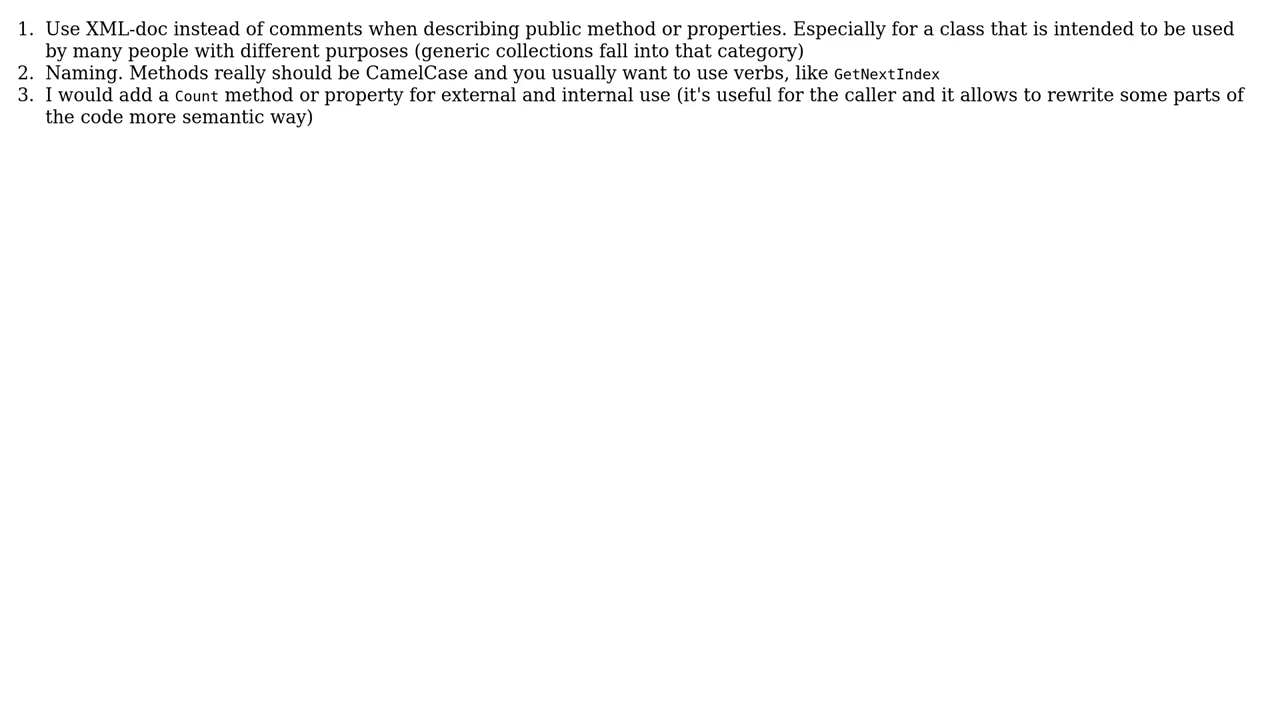 1. Use XML-doc instead of comments when describing public method or properties. Especially for a class that is intended to be used
by many people with different purposes (generic collections fall into that category)
2. Naming. Methods really should be CamelCase and you usually want to use verbs, like GetNextIndex
3. I would add a Count method or property for external and internal use (it's useful for the caller and it allows to rewrite some parts of
the code more semantic way)